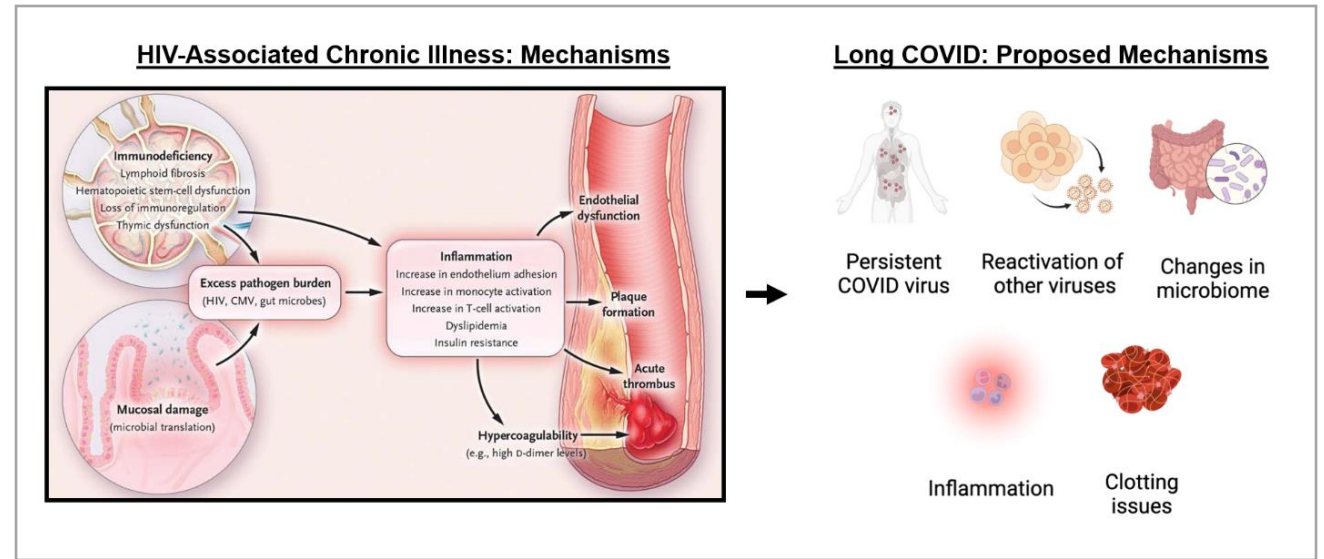 HIV-Associated Chronic Illness: Mechanisms
Immunodeficiency
Lymphoid fibrosis
Hematopoietic stem-cell dysfunction
Loss of immunoregulation
Thymic dysfunction
Excess pathogen burden
(HIV, CMV, gut microbes)
Mucosal damage
(microbial translation)
Inflammation
Increase in endothelium adhesion
Increase in monocyte activation
Increase in T-cell activation
Dyslipidemia
Insulin resistance
Endothelial
dysfunction
Plaque
formation
Acute
thrombus
Hypercoagulability
(e.g., high D-dimer levels)
Long COVID: Proposed Mechanisms
Persistent
COVID virus
Reactivation of
other viruses
Changes in
microbiome
Inflammation
Clotting
issues